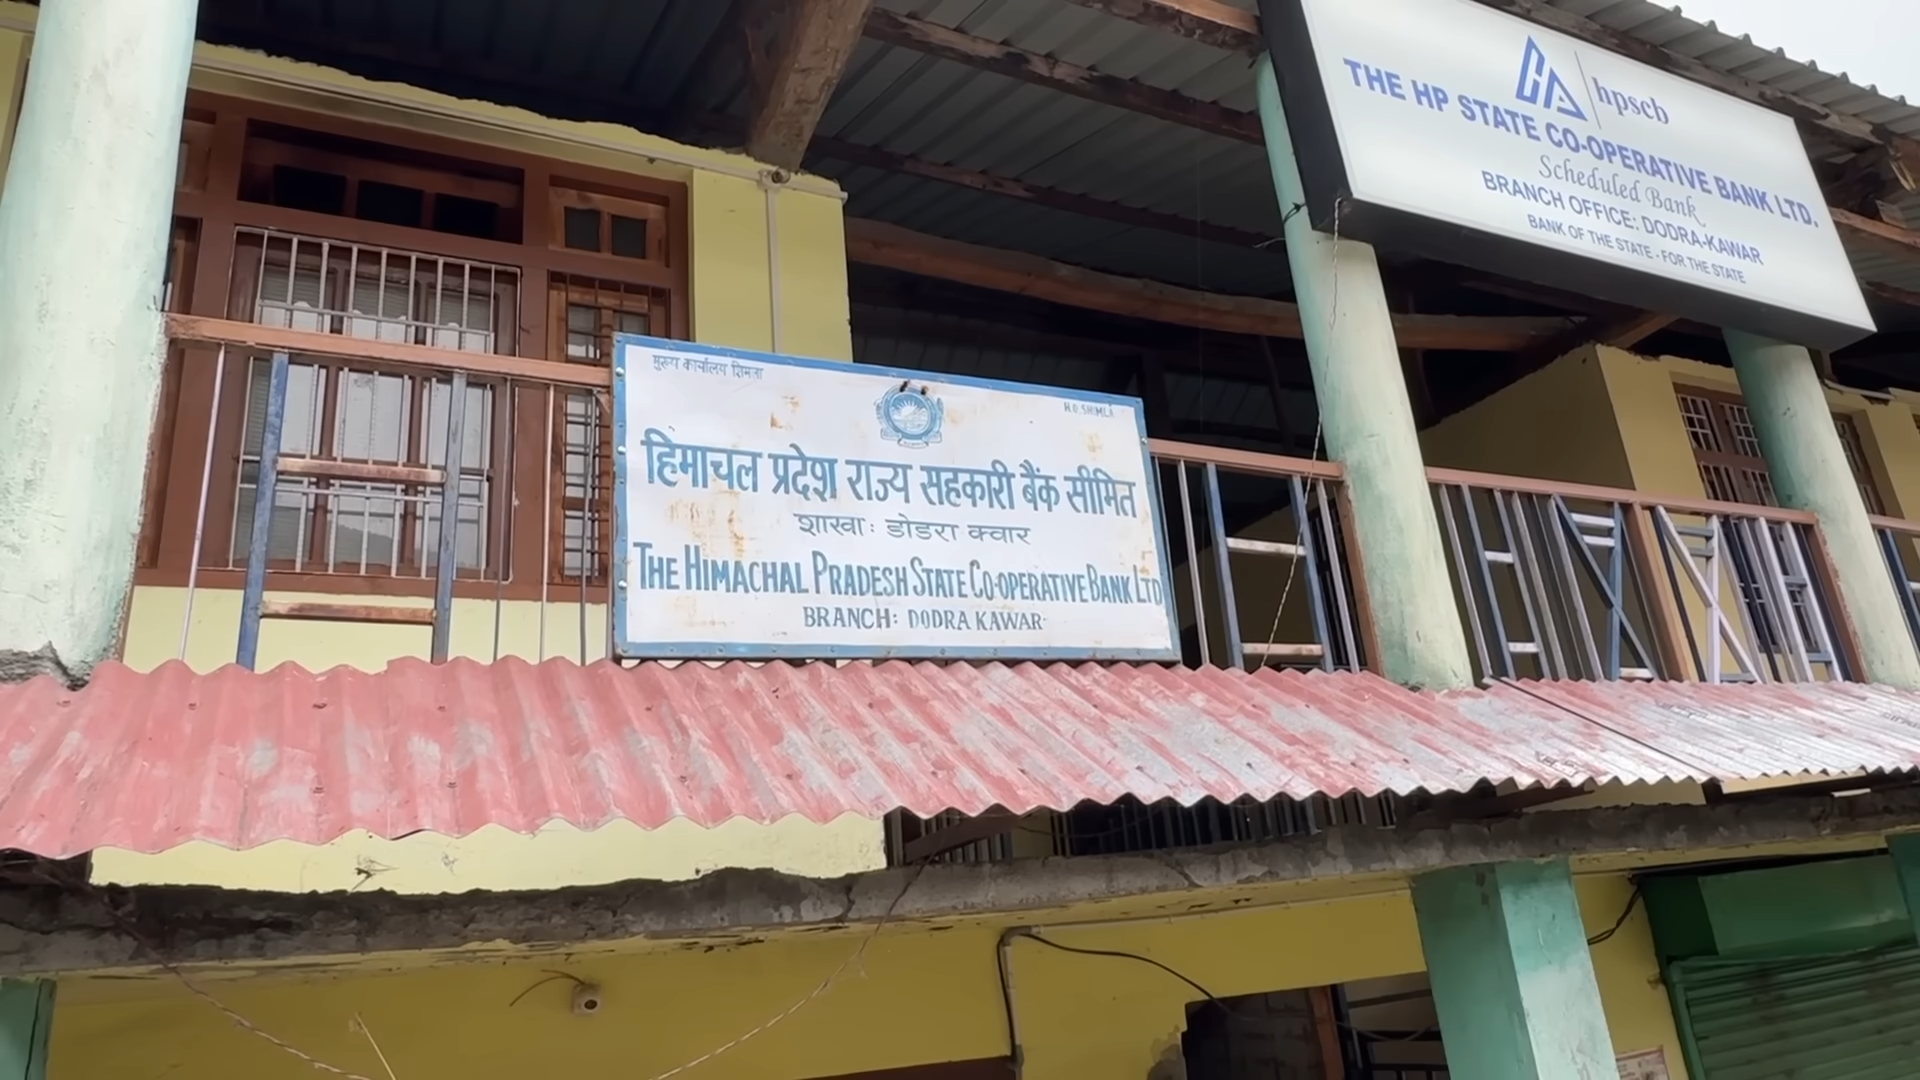 मुख्य कार्यालय शिमला
H.O. SHIMLA
हिमाचल प्रदेश राज्य सहकारी बैंक सीमित
शाखा: डोडरा क्वार
THE HIMACHAL PRADESH STATE CO-OPERATIVE BANK LTD
BRANCH: DODRA KAWAR
HA hpscb
THE HP STATE CO-OPERATIVE BANK LTD.
Scheduled Bank
BRANCH OFFICE: DODRA-KAWAR
BANK OF THE STATE - FOR THE STATE